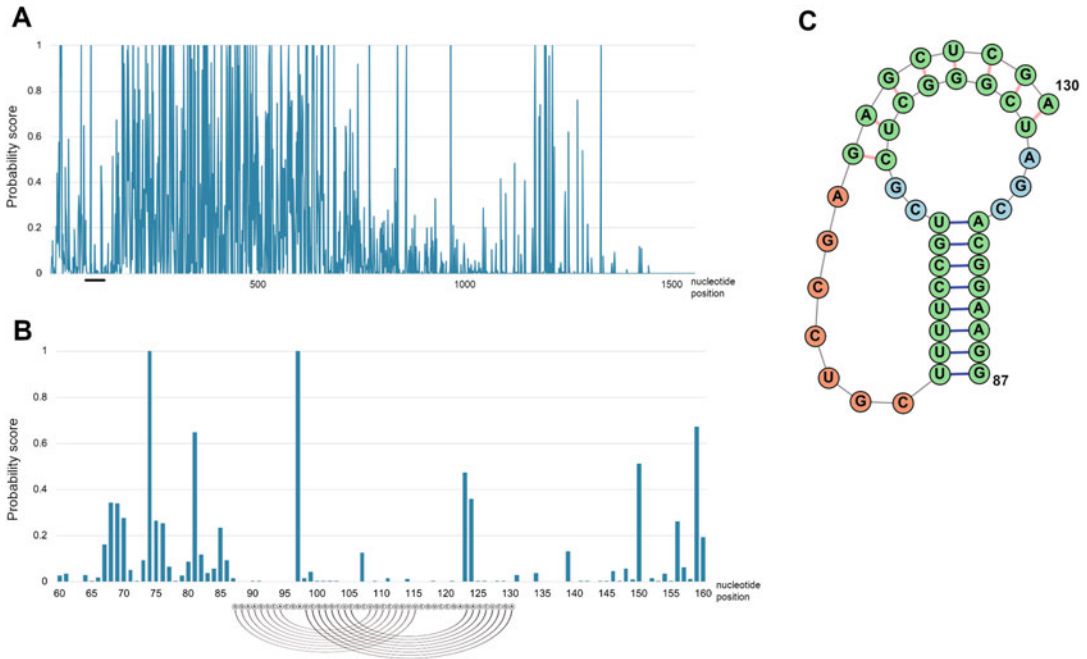 A
Probability score
1
0.8
0.6
0.4
0.2
0
500
1000
1500
nucleotide
position
B
Probability score
1
0.8
0.6
0.4
0.2
0
60 65 70 75 80 85 90 95 100 105 110 115 120 125 130 135 140 145 150 155 160
nucleotide
position
C
G A G C U C G A
130
C U C G G G C U
A G C
G C
A G C C U G C
U A
G C
C G
C G
U A
U A
U G
U G
87